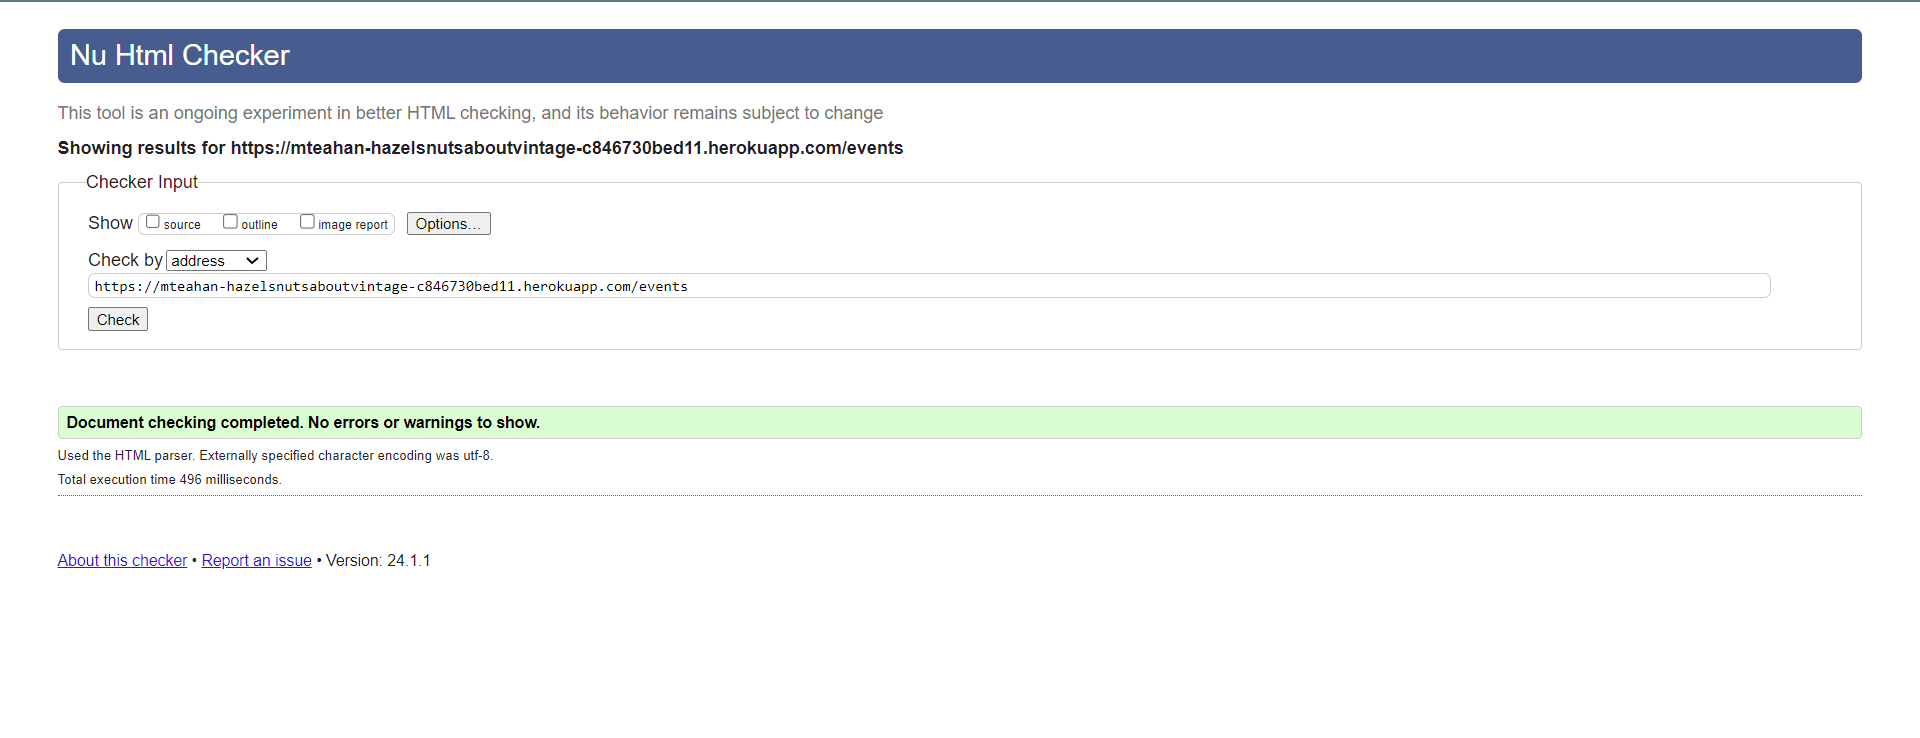 Nu Html Checker
This tool is an ongoing experiment in better HTML checking, and its behavior remains subject to change
Showing results for https://mteahan-hazelsnutsaboutvintage-c846730bed11.herokuapp.com/events
Checker Input
Show source outline image report Options...
Check by address
https://mteahan-hazelsnutsaboutvintage-c846730bed11.herokuapp.com/events
Check
Document checking completed. No errors or warnings to show.
Used the HTML parser. Externally specified character encoding was utf-8.
Total execution time 496 milliseconds.
About this checker • Report an issue • Version: 24.1.1